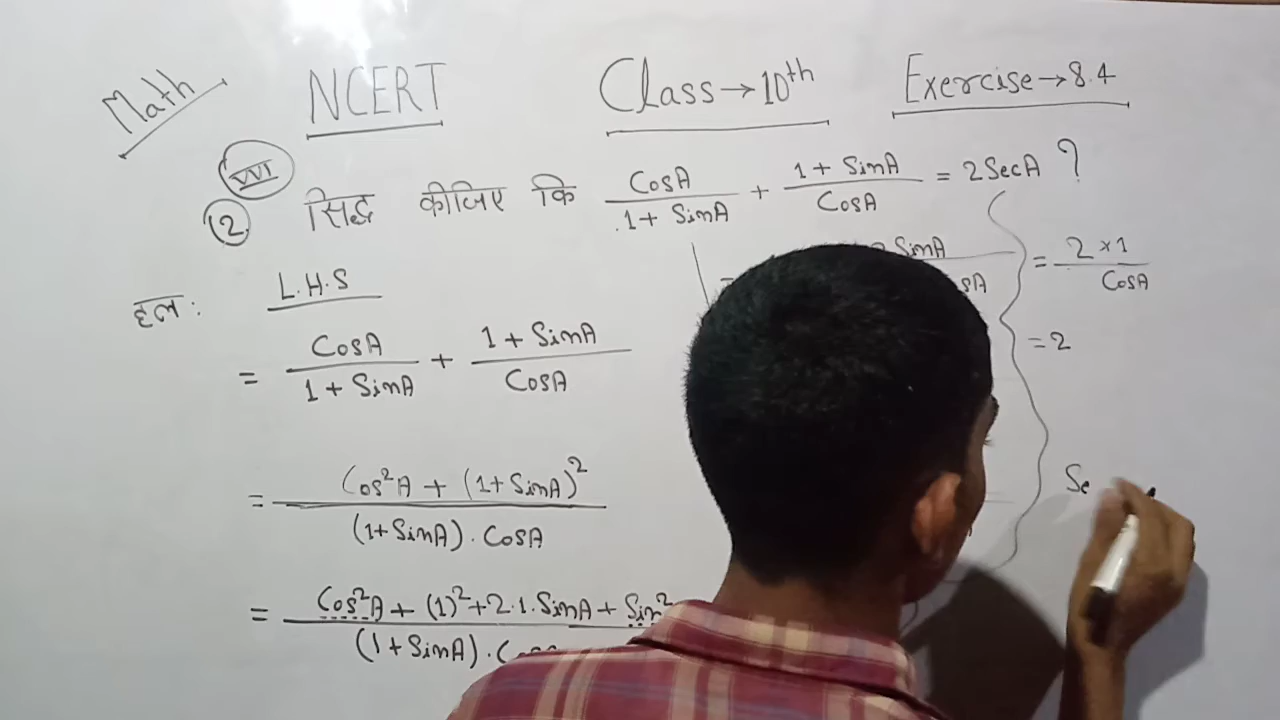 Math NCERT Class → 10th Exercise → 8.4
VVI
(2) सिद्ध कीजिए कि CosA/1 + SinA + 1 + SinA/CosA = 2SecA ?
हल :
L.H.S
= CosA/1 + SinA + 1 + SinA/CosA
= Cos²A + (1+SinA)²/(1+SinA) . CosA
= Cos²A + (1)²+2.1.SinA + Sin²/(1+SinA) .
SinA
= 2 × 1/CosA
= 2
Se